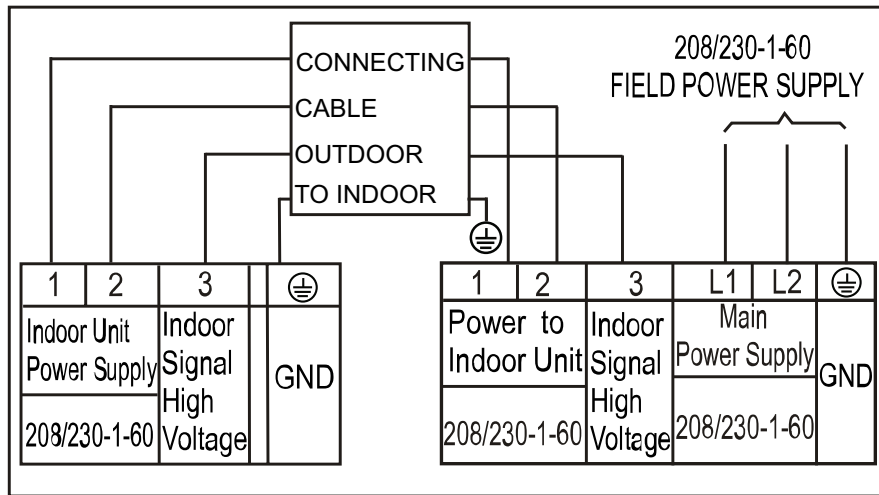 CONNECTING
CABLE
OUTDOOR
TO INDOOR
208/230-1-60
FIELD POWER SUPPLY
1 2 3
Indoor Unit
Power Supply
208/230-1-60
Indoor
Signal
High
Voltage
GND
1 2 3 L1 L2
Power to
Indoor Unit
208/230-1-60
Indoor
Signal
High
Voltage
Main
Power Supply
208/230-1-60
GND